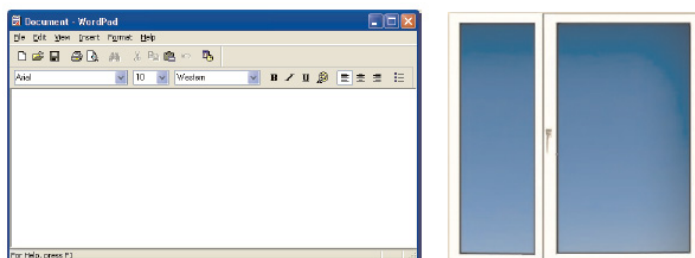 Document - WordPad
File Edit View Insert Format Help
Arial 10 Western B / U
For Help, press F1